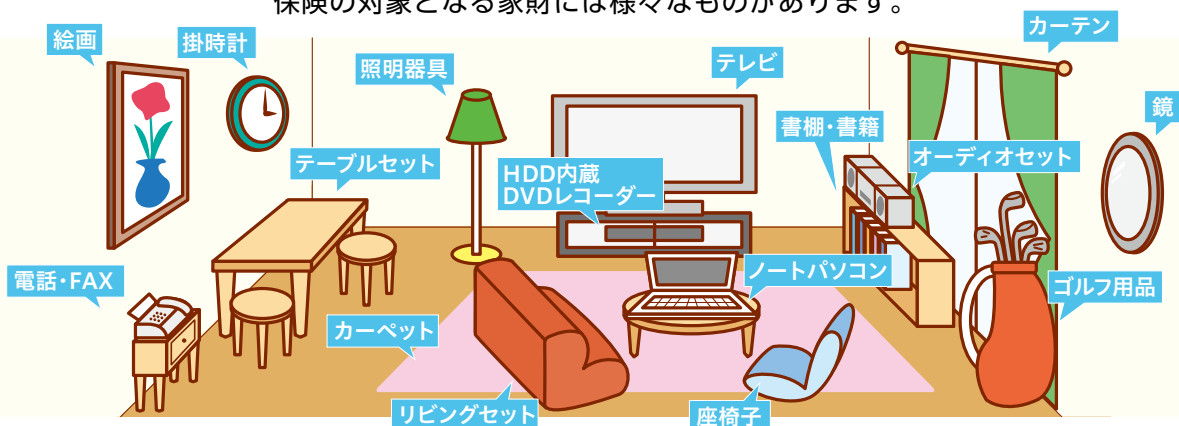 保険の対象となる家財には様々なものがあります。
カーテン
絵画
掛時計
照明器具
テレビ
鏡
書棚・書籍
オーディオセット
テーブルセット
HDD内蔵
DVDレコーダー
ノートパソコン
電話・FAX
ゴルフ用品
カーペット
リビングセット
座椅子